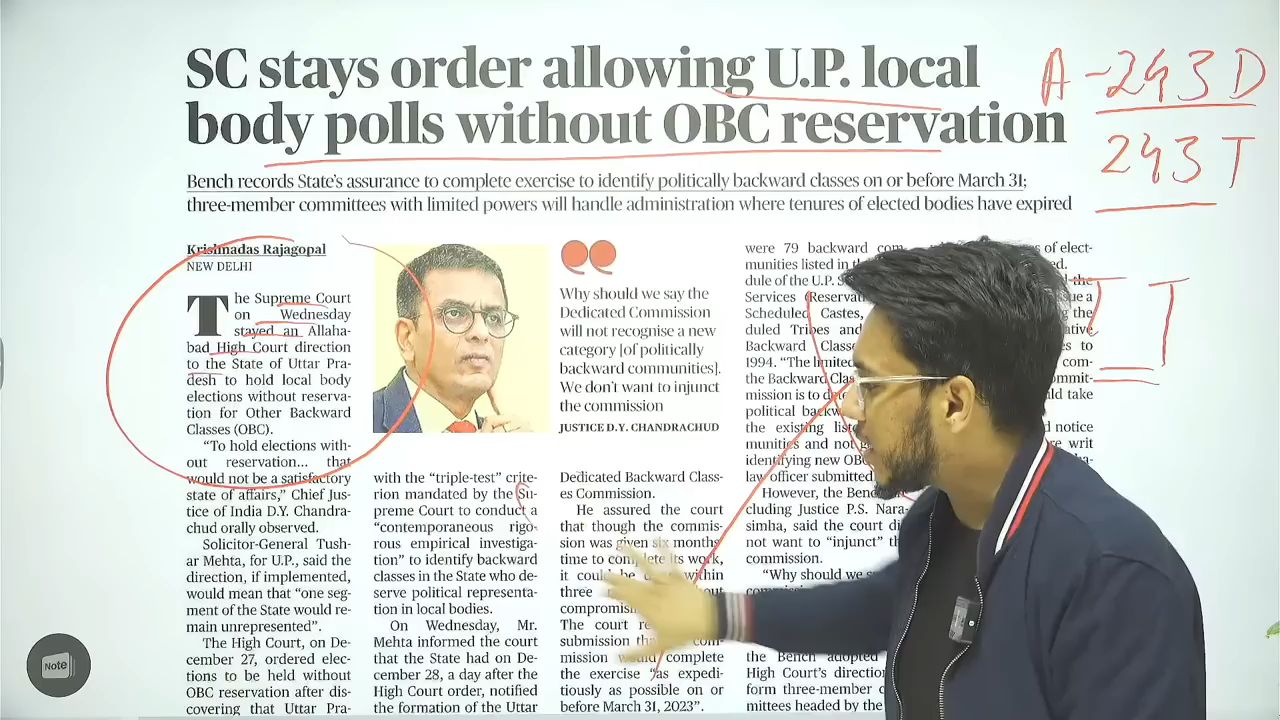 SC stays order allowing U.P. local
body polls without OBC reservation
Bench records State's assurance to complete exercise to identify politically backward classes on or before March 31;
three-member committees with limited powers will handle administration where tenures of elected bodies have expired
A-243D
243T
Krishnadas Rajagopal
NEW DELHI
The Supreme Court
on Wednesday
stayed an Allaha-
bad High Court direction
to the State of Uttar Pra-
desh to hold local body
elections without reserva-
tion for Other Backward
Classes (OBC).
"To hold elections with-
out reservation... that
would not be a satisfactory
state of affairs," Chief Jus-
tice of India D.Y. Chandra-
chud orally observed.
Solicitor-General Tush-
ar Mehta, for U.P., said the
direction, if implemented,
would mean that "one seg-
ment of the State would re-
main unrepresented".
The High Court, on De-
cember 27, ordered elec-
tions to be held without
OBC reservation after dis-
covering that Uttar Pra-
with the "triple-test" crite-
rion mandated by the Su-
preme Court to conduct a
"contemporaneous rigo-
rous empirical investiga-
tion" to identify backward
classes in the State who de-
serve political representa-
tion in local bodies.
On Wednesday, Mr.
Mehta informed the court
that the State had on De-
cember 28, a day after the
High Court order, notified
the formation of the Uttar
Why should we say the
Dedicated Commission
will not recognise a new
category [of politically
backward communities].
We don't want to injunct
the commission
JUSTICE D.Y. CHANDRACHUD
Dedicated Backward Class-
es Commission.
He assured the court
that though the commis-
sion was given six months
time to complete its work,
it could be within
three
compromis
The court
submission
mission would complete
the exercise "as expedi-
tiously as possible on or
before March 31, 2023".
were 79 backward com-
munities listed in
dule of the U.P.
Services
Scheduled Castes,
duled Tribes and
Backward
1994. "The limited
the Backward
mission is to
political
the existing
munities and not
identifying new
law officer submitted
However, the Bench
cluding Justice P.S. Nara-
simha, said the court
not want to "injunct"
commission.
"Why should we
the Bench adopted
High Court's direction
form three-member
mittees headed by the
of elect-
the
to
com-
take
notice
writ
Note